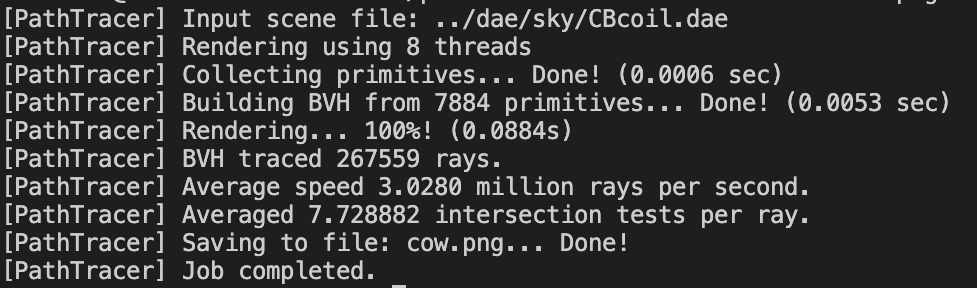 [PathTracer] Input scene file: ../dae/sky/CBcoil.dae
[PathTracer] Rendering using 8 threads
[PathTracer] Collecting primitives... Done! (0.0006 sec)
[PathTracer] Building BVH from 7884 primitives... Done! (0.0053 sec)
[PathTracer] Rendering... 100%! (0.0884s)
[PathTracer] BVH traced 267559 rays.
[PathTracer] Average speed 3.0280 million rays per second.
[PathTracer] Averaged 7.728882 intersection tests per ray.
[PathTracer] Saving to file: cow.png... Done!
[PathTracer] Job completed.